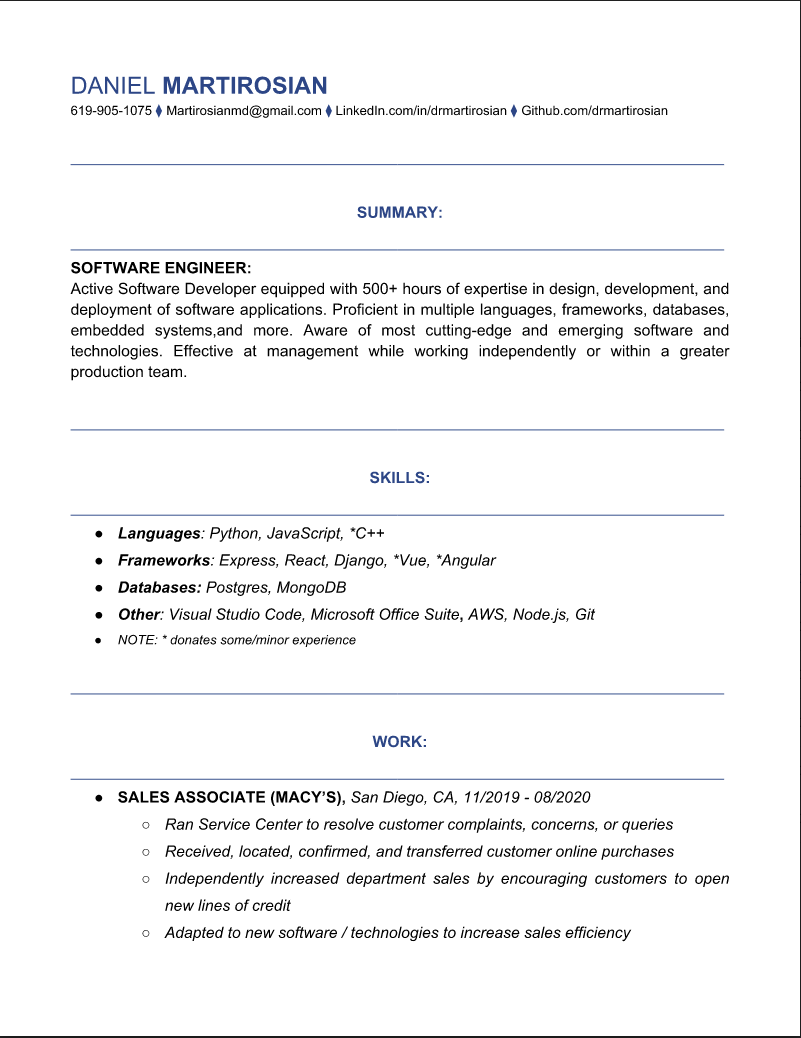 DANIEL MARTIROSIAN
619-905-1075 ⧫ Martirosianmd@gmail.com ⧫ LinkedIn.com/in/drmartirosian ⧫ Github.com/drmartirosian
SUMMARY:
SOFTWARE ENGINEER:
Active Software Developer equipped with 500+ hours of expertise in design, development, and
deployment of software applications. Proficient in multiple languages, frameworks, databases,
embedded systems,and more. Aware of most cutting-edge and emerging software and
technologies. Effective at management while working independently or within a greater
production team.
SKILLS:
● Languages: Python, JavaScript, *C++
● Frameworks: Express, React, Django, *Vue, *Angular
● Databases: Postgres, MongoDB
● Other: Visual Studio Code, Microsoft Office Suite, AWS, Node.js, Git
● NOTE: * donates some/minor experience
WORK:
● SALES ASSOCIATE (MACY’S), San Diego, CA, 11/2019 - 08/2020
○ Ran Service Center to resolve customer complaints, concerns, or queries
○ Received, located, confirmed, and transferred customer online purchases
○ Independently increased department sales by encouraging customers to open
new lines of credit
○ Adapted to new software / technologies to increase sales efficiency